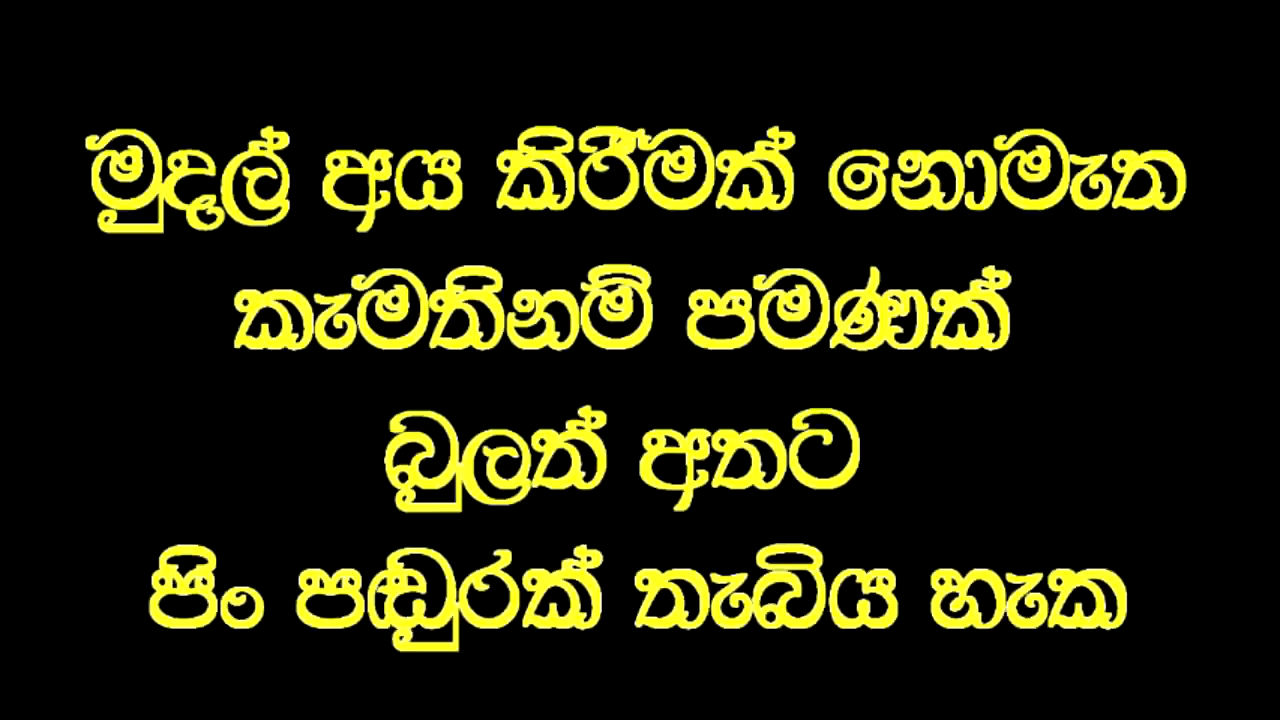 මුදල් අය කිරීමක් නොමැත
කැමතිනම් පමණක්
බුලත් අතට
පිං පඬුරක් තැබිය හැක